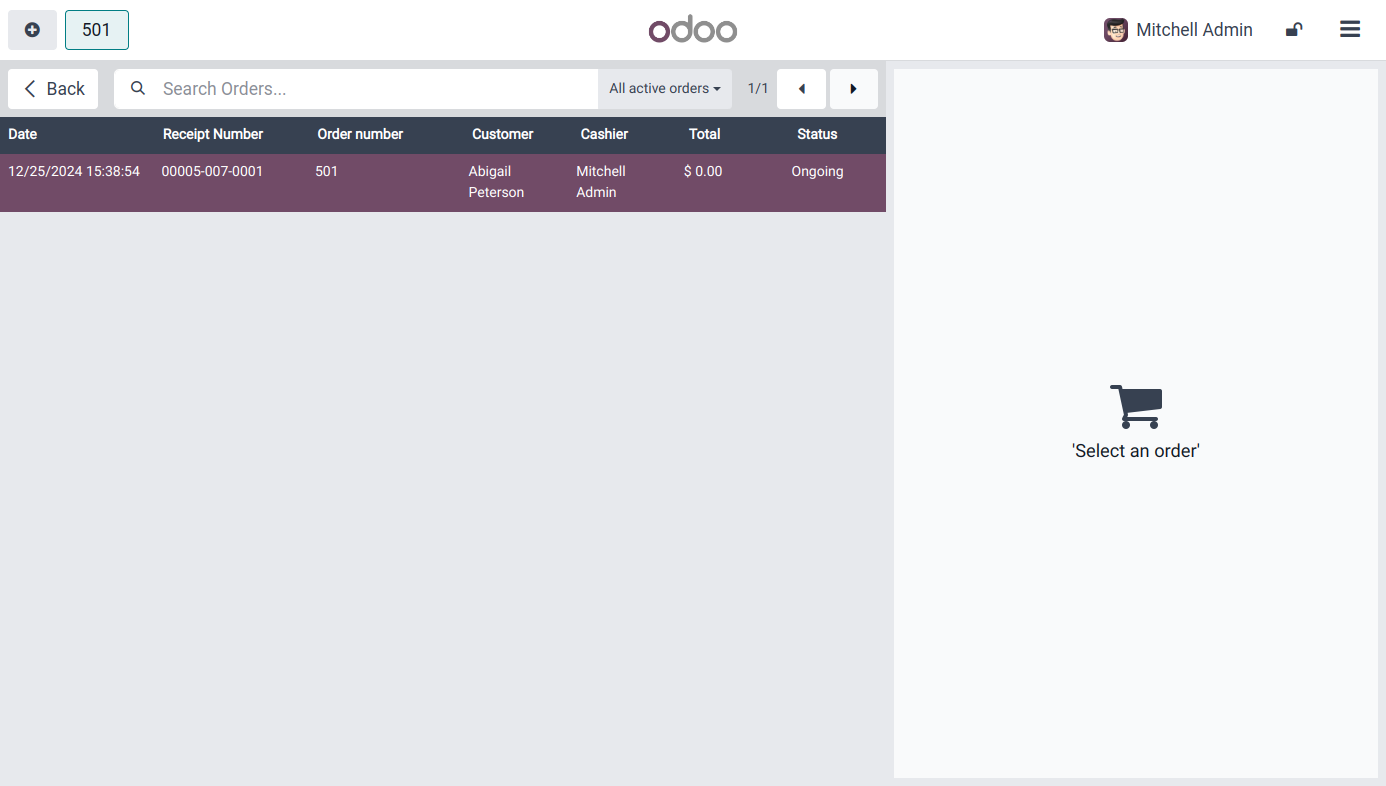 501
odoo
Mitchell Admin
Back
Search Orders...
All active orders
1/1
Date Receipt Number Order number Customer Cashier Total Status
12/25/2024 15:38:54 00005-007-0001 501 Abigail Peterson Mitchell Admin $ 0.00 Ongoing
'Select an order'